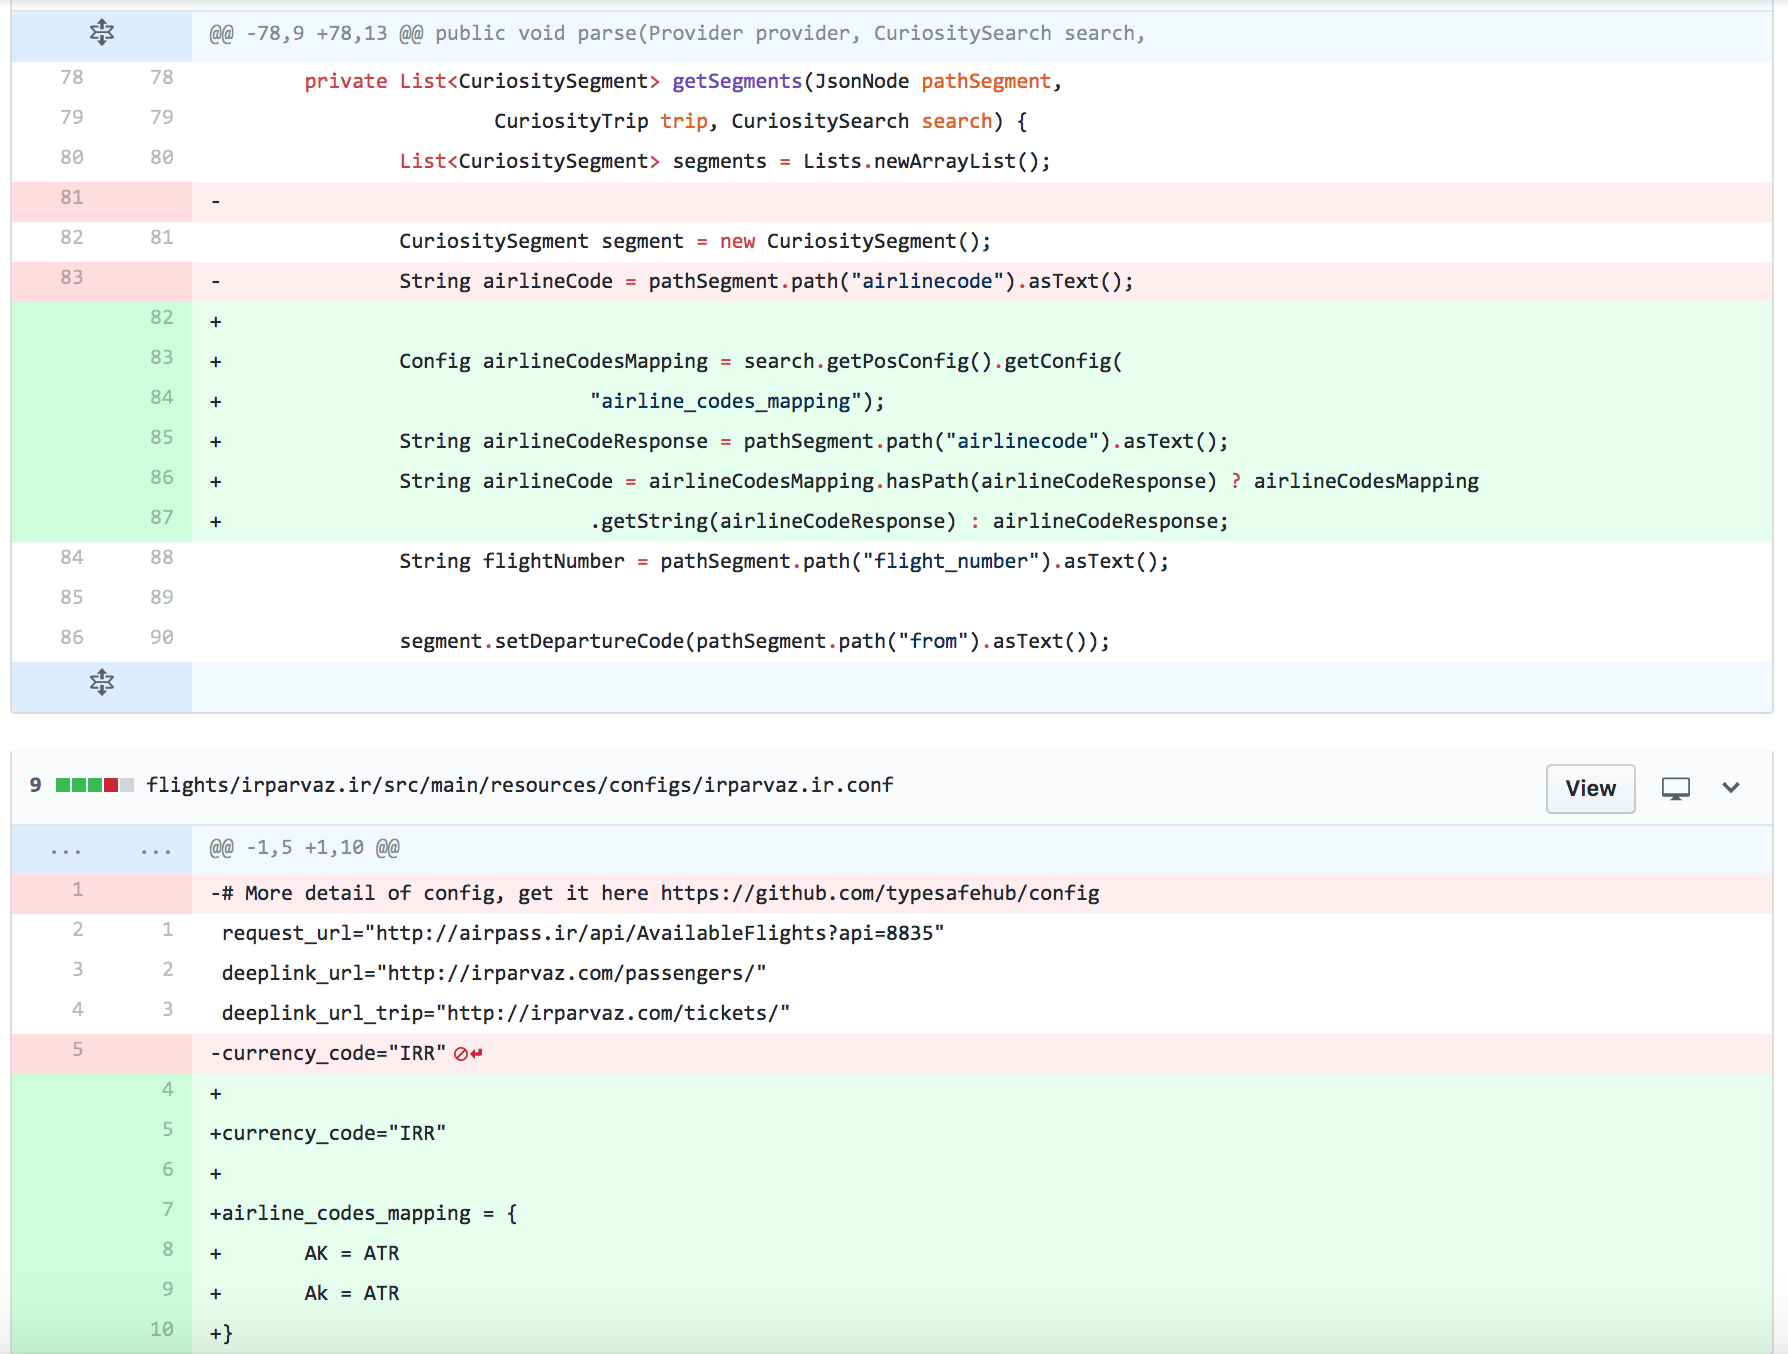 @@ -78,9 +78,13 @@ public void parse(Provider provider, CuriositySearch search,
78 78 private List<CuriositySegment> getSegments(JsonNode pathSegment,
79 79 CuriosityTrip trip, CuriositySearch search) {
80 80 List<CuriositySegment> segments = Lists.newArrayList();
81 -
82 81 CuriositySegment segment = new CuriositySegment();
83 - String airlineCode = pathSegment.path("airlinecode").asText();
82 +
83 + Config airlineCodesMapping = search.getPosConfig().getConfig(
84 + "airline_codes_mapping");
85 + String airlineCodeResponse = pathSegment.path("airlinecode").asText();
86 + String airlineCode = airlineCodesMapping.hasPath(airlineCodeResponse) ? airlineCodesMapping
87 + .getString(airlineCodeResponse) : airlineCodeResponse;
84 88 String flightNumber = pathSegment.path("flight_number").asText();
85 89
86 90 segment.setDepartureCode(pathSegment.path("from").asText());
9 flights/irparvaz.ir/src/main/resources/configs/irparvaz.ir.conf View
... ... @@ -1,5 +1,10 @@
1 -# More detail of config, get it here https://github.com/typesafehub/config
2 1 request_url="http://airpass.ir/api/AvailableFlights?api=8835"
3 2 deeplink_url="http://irparvaz.com/passengers/"
4 3 deeplink_url_trip="http://irparvaz.com/tickets/"
5 -currency_code="IRR"
4 +
5 +currency_code="IRR"
6 +
7 +airline_codes_mapping = {
8 + AK = ATR
9 + Ak = ATR
10 +}